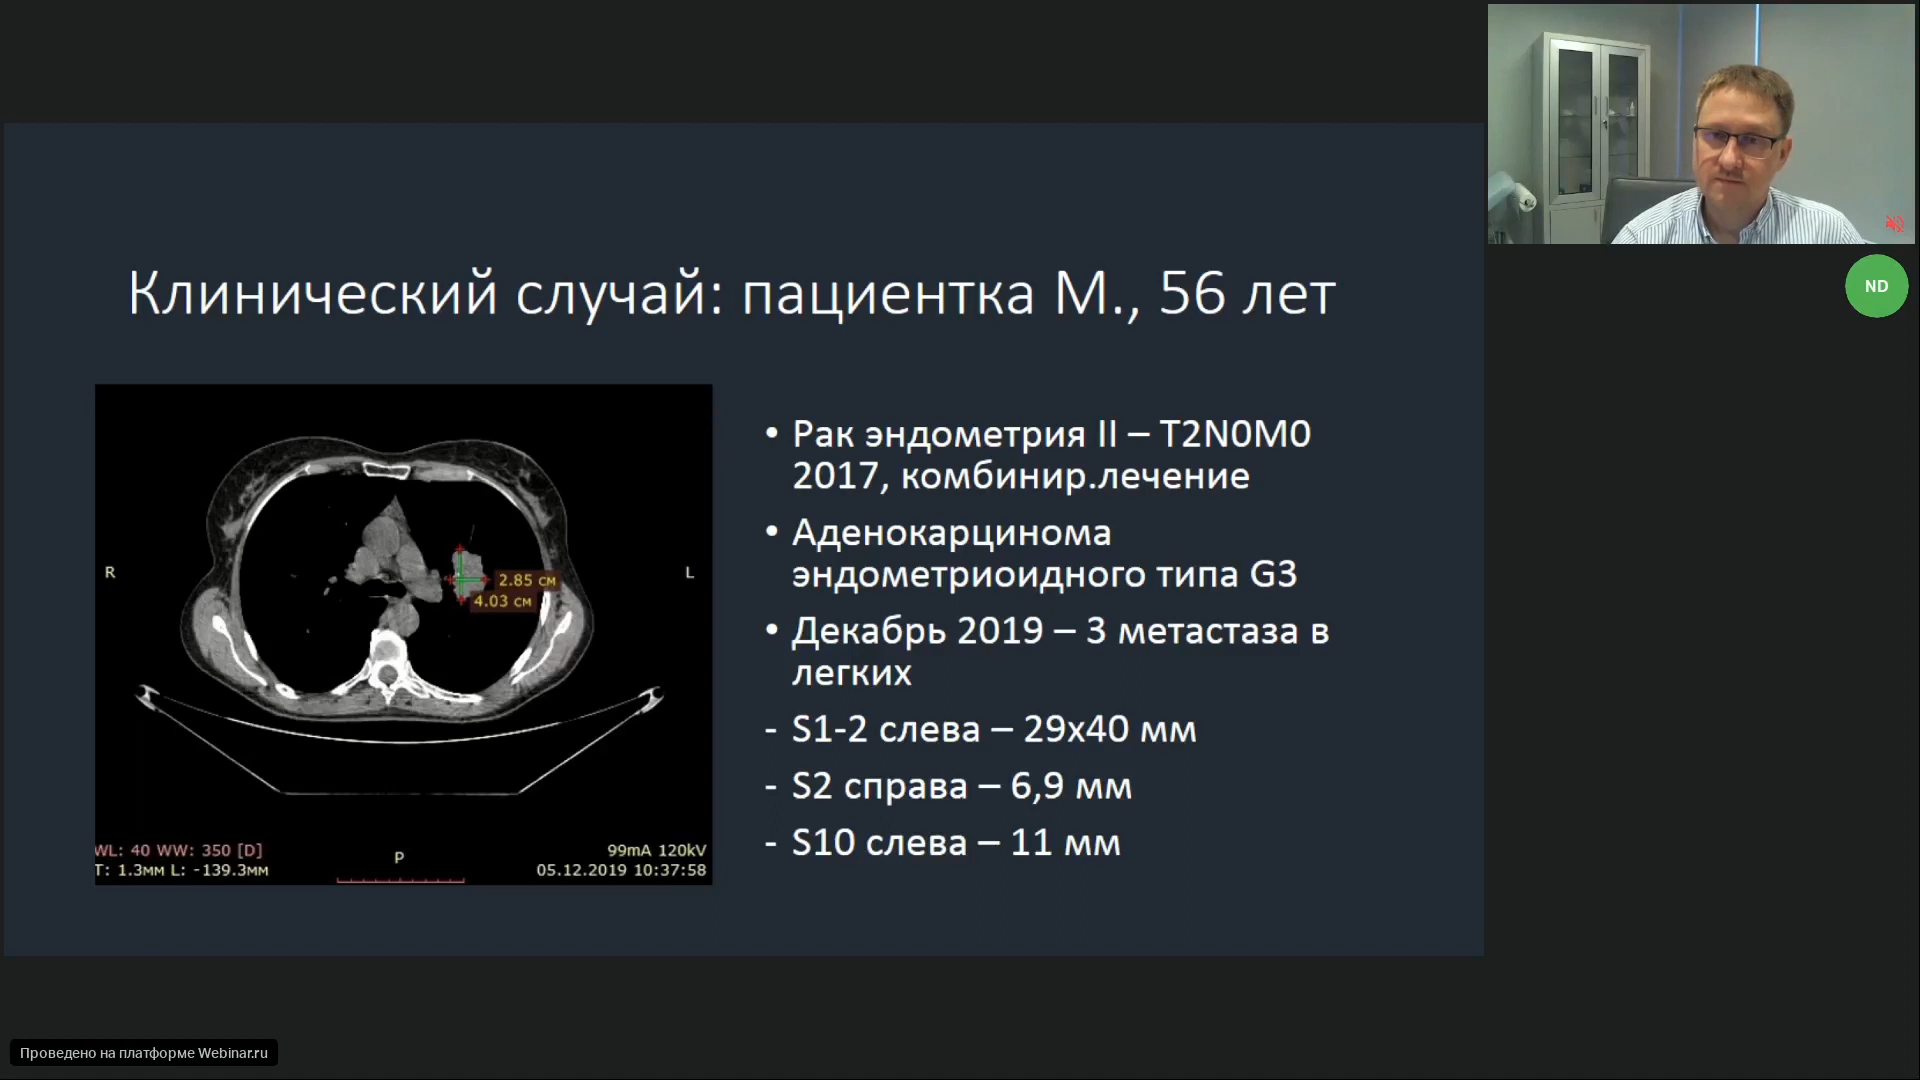 ND
Клинический случай: пациентка М., 56 лет
R
L
2.85 см
4.03 см
WL: 40 WW: 350 [D]
T: 1.3мм L: -139.3мм
P
99mA 120kV
05.12.2019 10:37:58
• Рак эндометрия II – T2N0M0
2017, комбинир.лечение
• Аденокарцинома
эндометриоидного типа G3
• Декабрь 2019 – 3 метастаза в
легких
- S1-2 слева – 29х40 мм
- S2 справа – 6,9 мм
- S10 слева – 11 мм
Проведено на платформе Webinar.ru